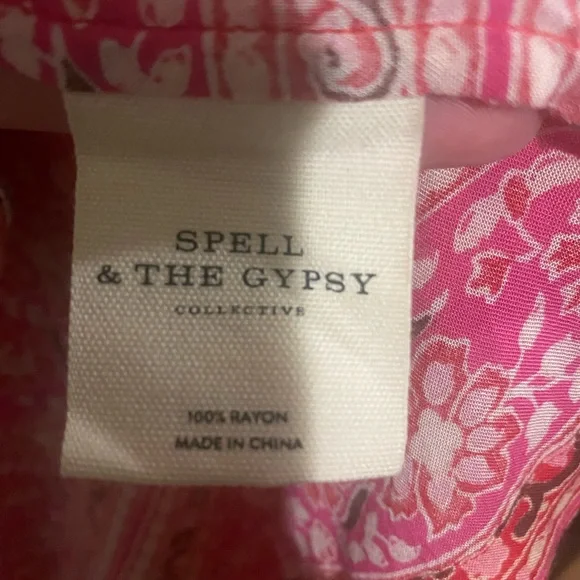 SPELL
& THE GYPSY
COLLECTIVE
100% RAYON
MADE IN CHINA